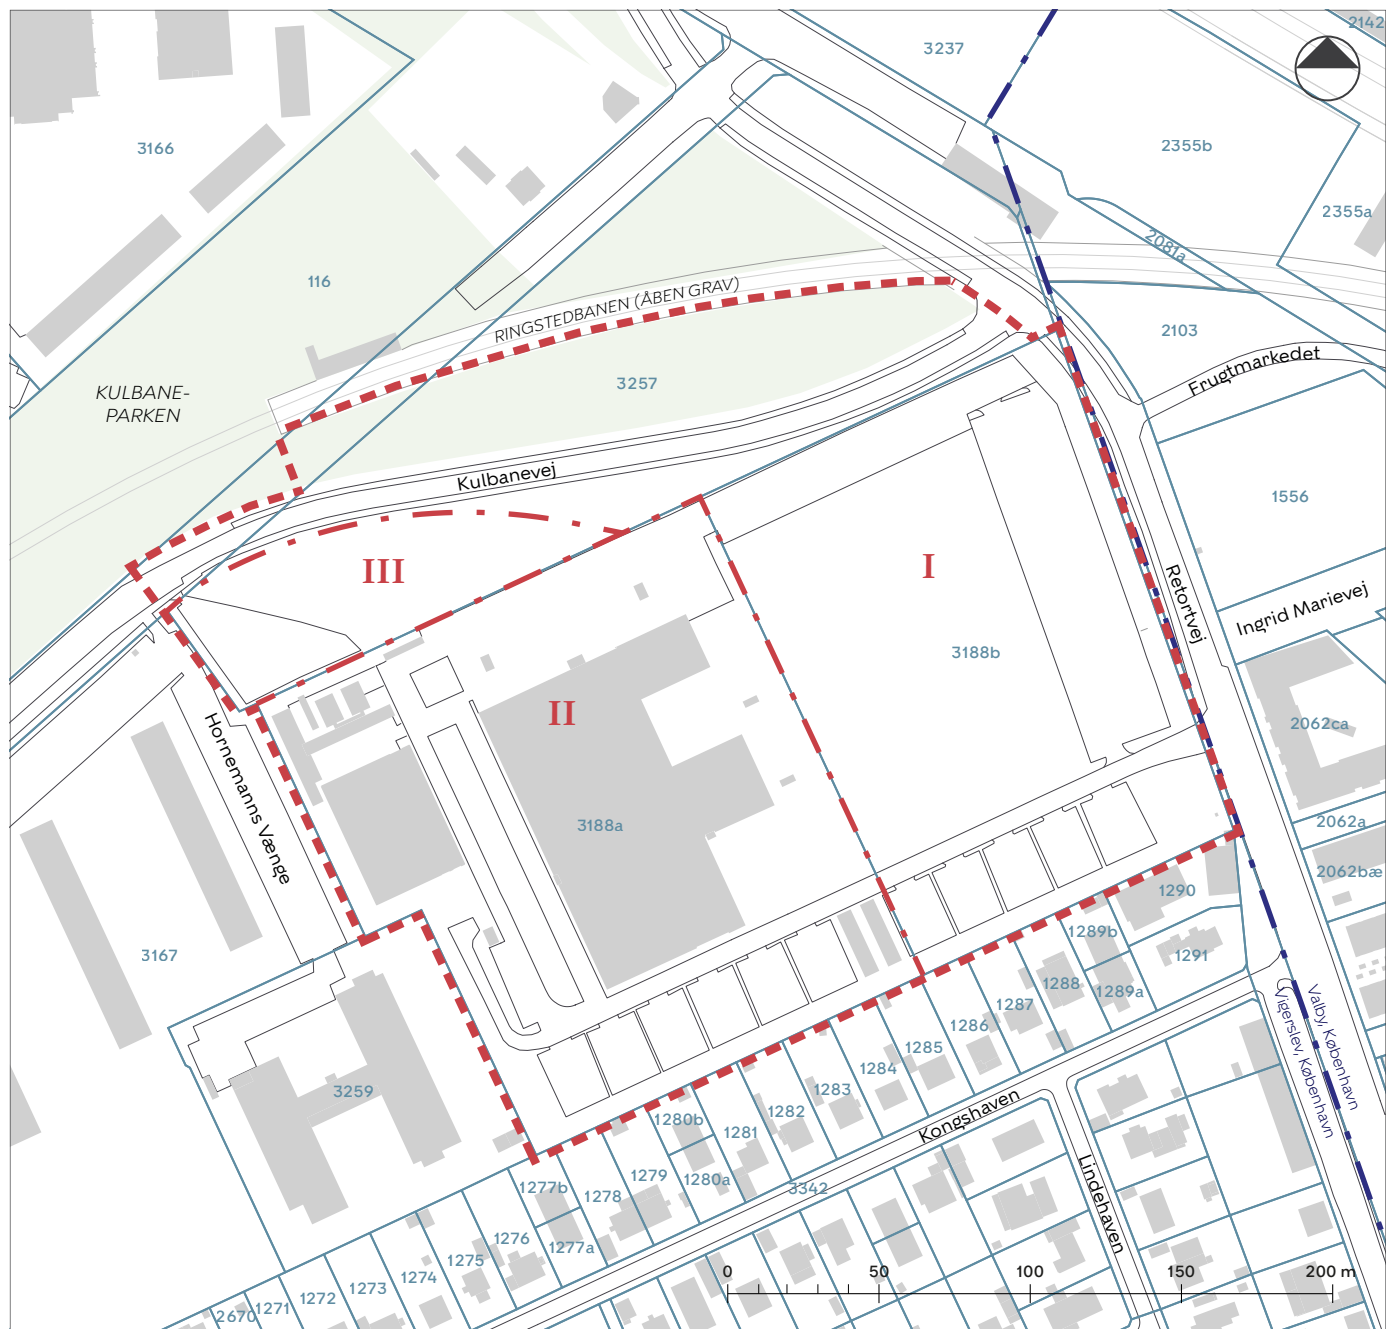 2142
3237
3166
2355b
2355a
2081a
116
RINGSTEDBANEN (ÅBEN GRAV)
2103
Frugtmarkedet
KULBANE-
PARKEN
3257
Kulbanevej
1556
III
I
Retortvej
Ingrid Marievej
3188b
II
Hornemanns Vænge
2062ca
3188a
2062a
2062bæ
1290
1289b
1291
3167
1288
1289a
1287
1286
Valby, København
Vigerslev, København
1285
1284
3259
1283
1282
1280b
1281
Kongshaven
1279
1280a
3342
1277b
1278
Lindehaven
1276
1277a
1275
1274
1273
1272
1271
2670
0 50 100 150 200 m